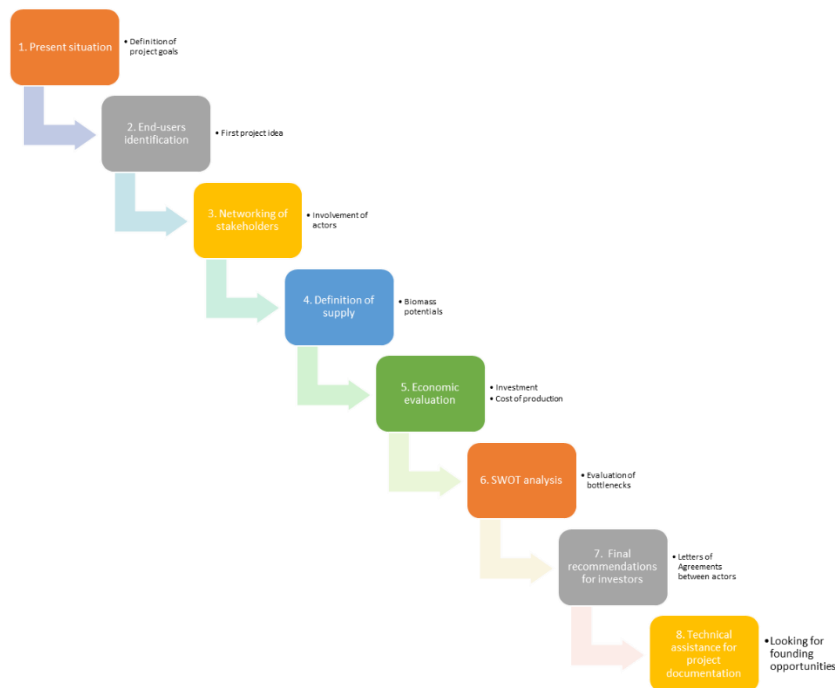 1. Present situation
• Definition of
project goals
2. End-users
identification
• First project idea
3. Networking of
stakeholders
• Involvement of
actors
4. Definition of
supply
• Biomass
potentials
5. Economic
evaluation
• Investment
• Cost of production
6. SWOT analysis
• Evaluation of
bottlenecks
7. Final
recommendations
for investors
• Letters of
Agreements
between actors
8. Technical
assistance for
project
documentation
• Looking for
founding
opportunities